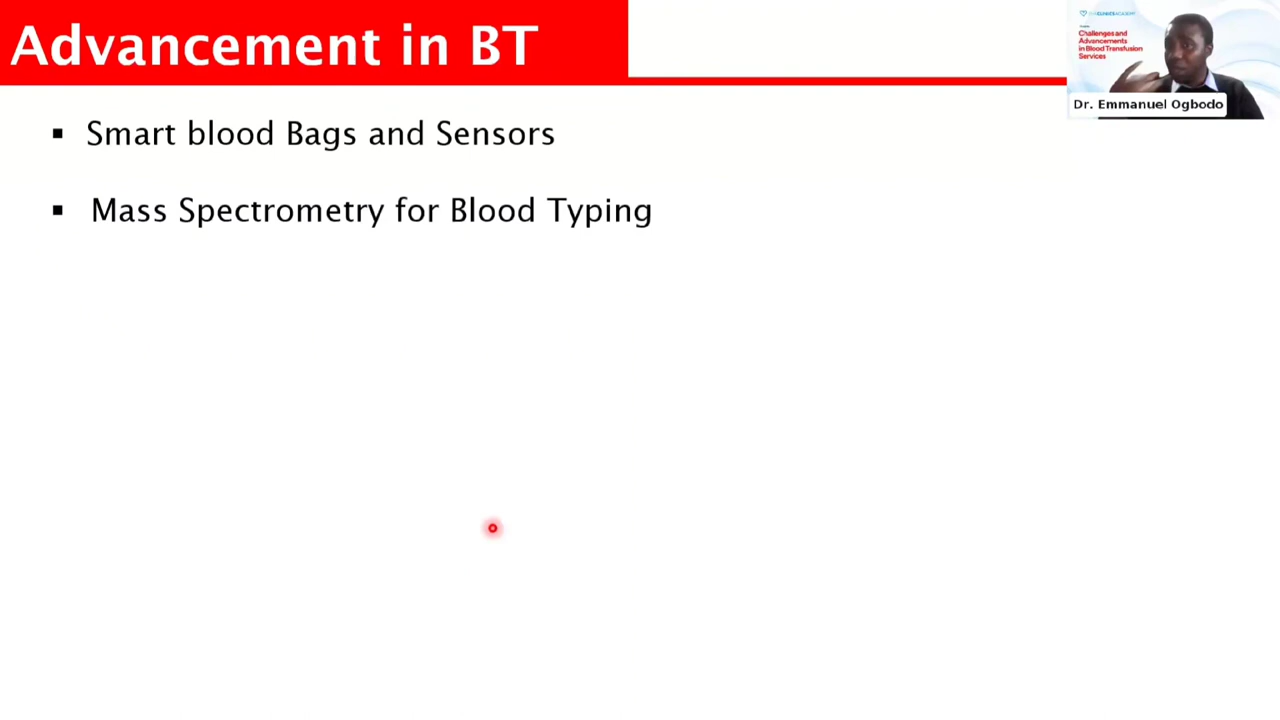 Advancement in BT
▪ Smart blood Bags and Sensors
▪ Mass Spectrometry for Blood Typing
Challenges and
Advancements
in Blood Transfusion
Services
Dr. Emmanuel Ogbodo